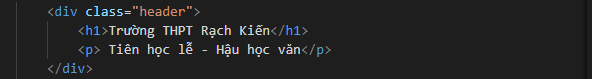 <div class="header">
<h1>Trường THPT Rạch Kiến</h1>
<p> Tiên học lễ - Hậu học văn</p>
</div>